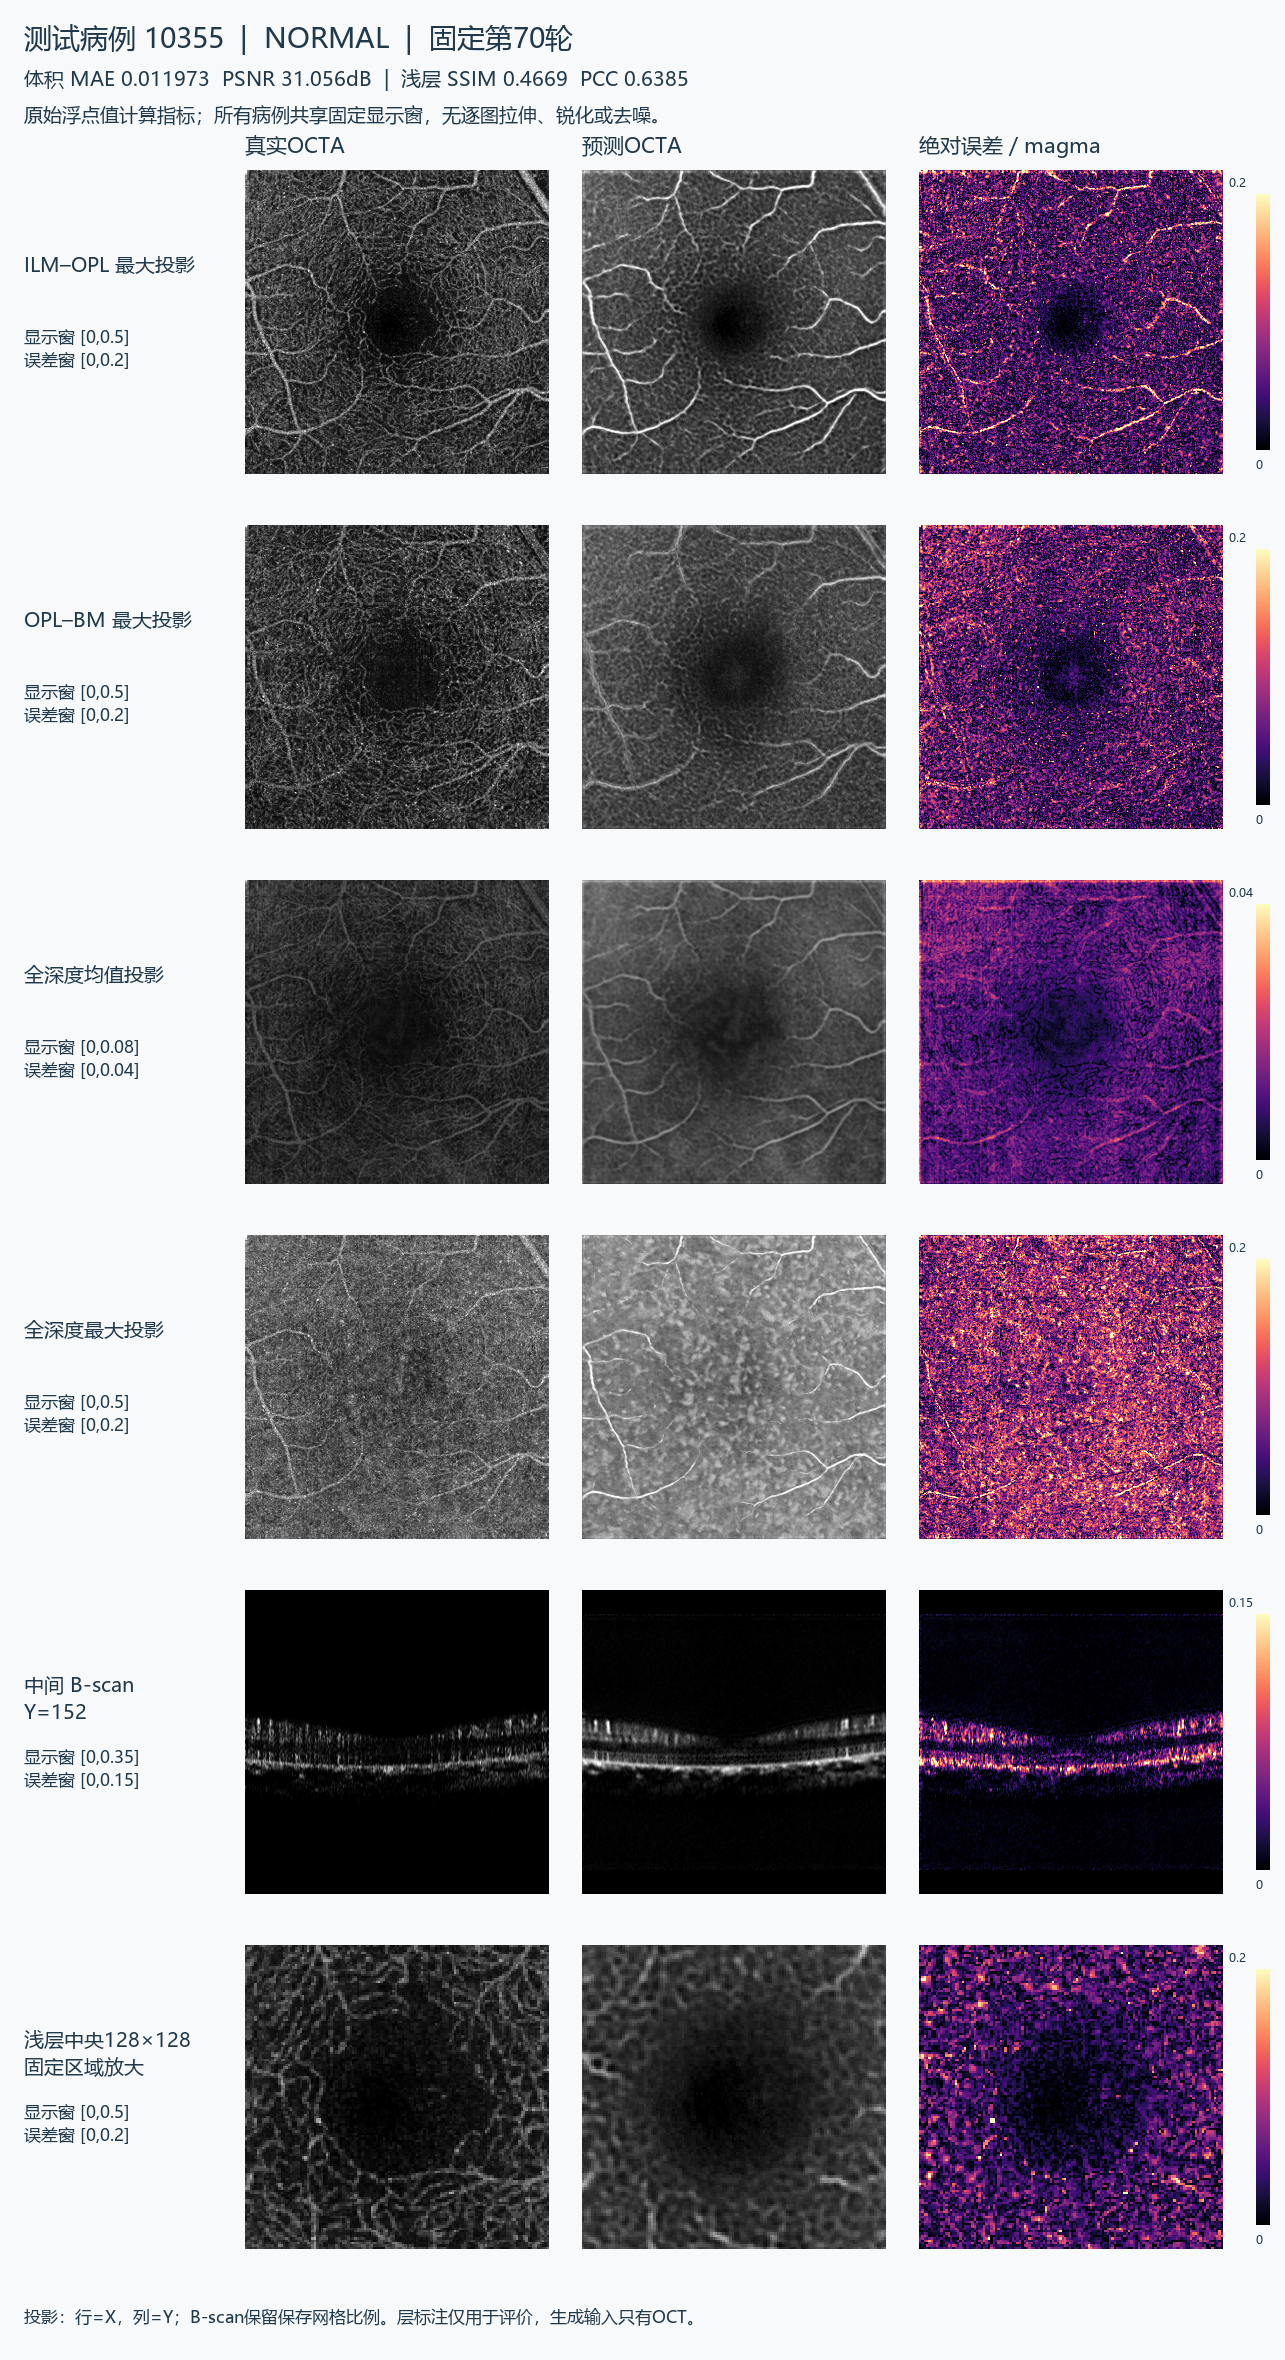 测试病例 10355 | NORMAL | 固定第70轮
体积 MAE 0.011973 PSNR 31.056dB | 浅层 SSIM 0.4669 PCC 0.6385
原始浮点值计算指标；所有病例共享固定显示窗，无逐图拉伸、锐化或去噪。
真实OCTA
预测OCTA
绝对误差 / magma
ILM–OPL 最大投影
显示窗 [0,0.5]
误差窗 [0,0.2]
0.2
0
OPL–BM 最大投影
显示窗 [0,0.5]
误差窗 [0,0.2]
0.2
0
全深度均值投影
显示窗 [0,0.08]
误差窗 [0,0.04]
0.04
0
全深度最大投影
显示窗 [0,0.5]
误差窗 [0,0.2]
0.2
0
中间 B-scan
Y=152
显示窗 [0,0.35]
误差窗 [0,0.15]
0.15
0
浅层中央128×128
固定区域放大
显示窗 [0,0.5]
误差窗 [0,0.2]
0.2
0
投影：行=X，列=Y；B-scan保留保存网格比例。层标注仅用于评价，生成输入只有OCT。